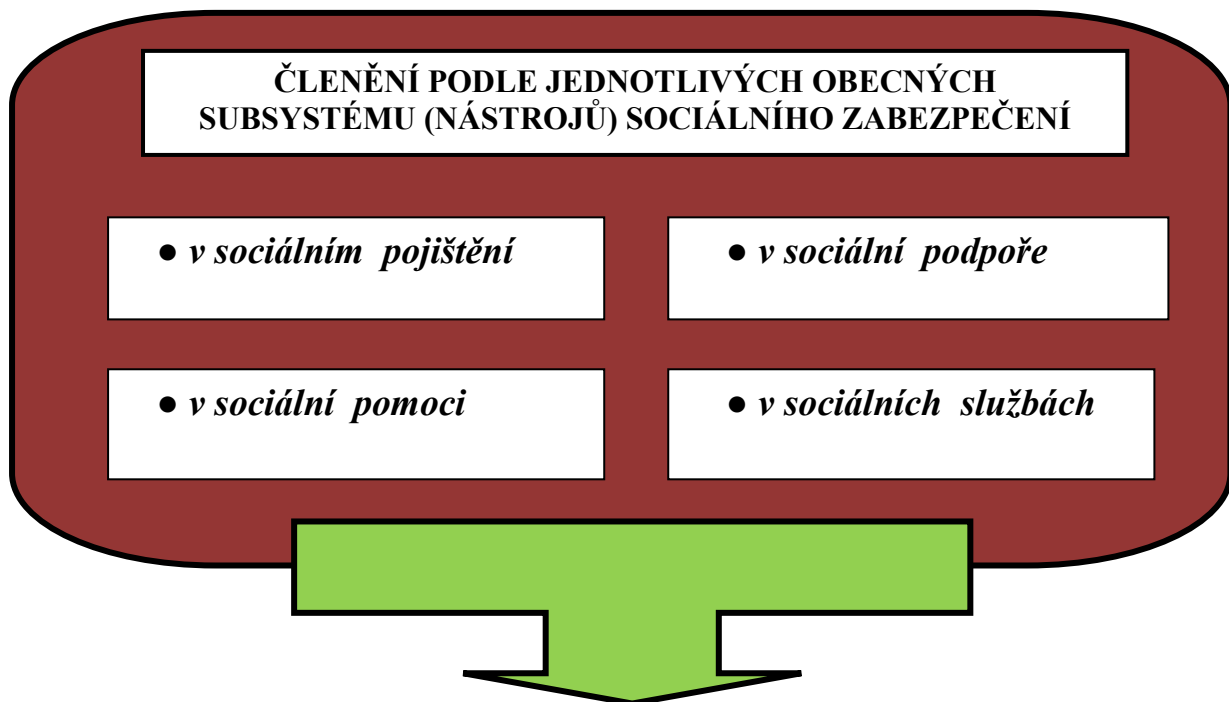 ČLENĚNÍ PODLE JEDNOTLIVÝCH OBECNÝCH
SUBSYSTÉMU (NÁSTROJŮ) SOCIÁLNÍHO ZABEZPEČENÍ
● v sociálním pojištění
● v sociální podpoře
● v sociální pomoci
● v sociálních službách